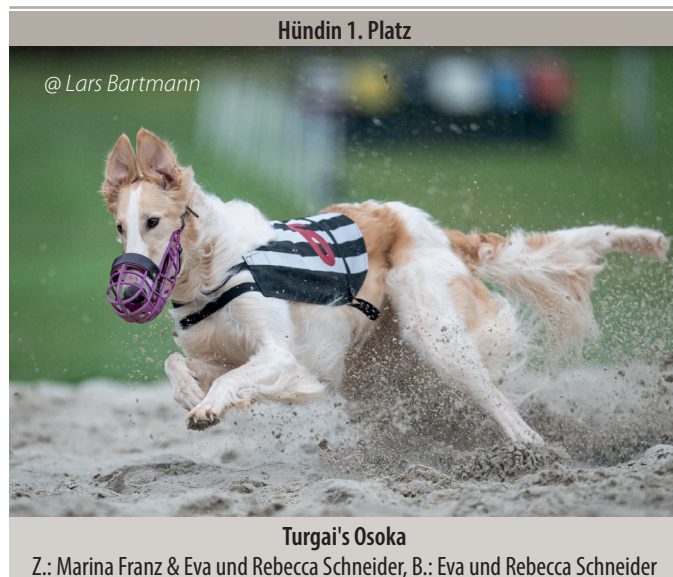 Hündin 1. Platz
@ Lars Bartmann
Turgai's Osoka
Z.: Marina Franz & Eva und Rebecca Schneider, B.: Eva und Rebecca Schneider